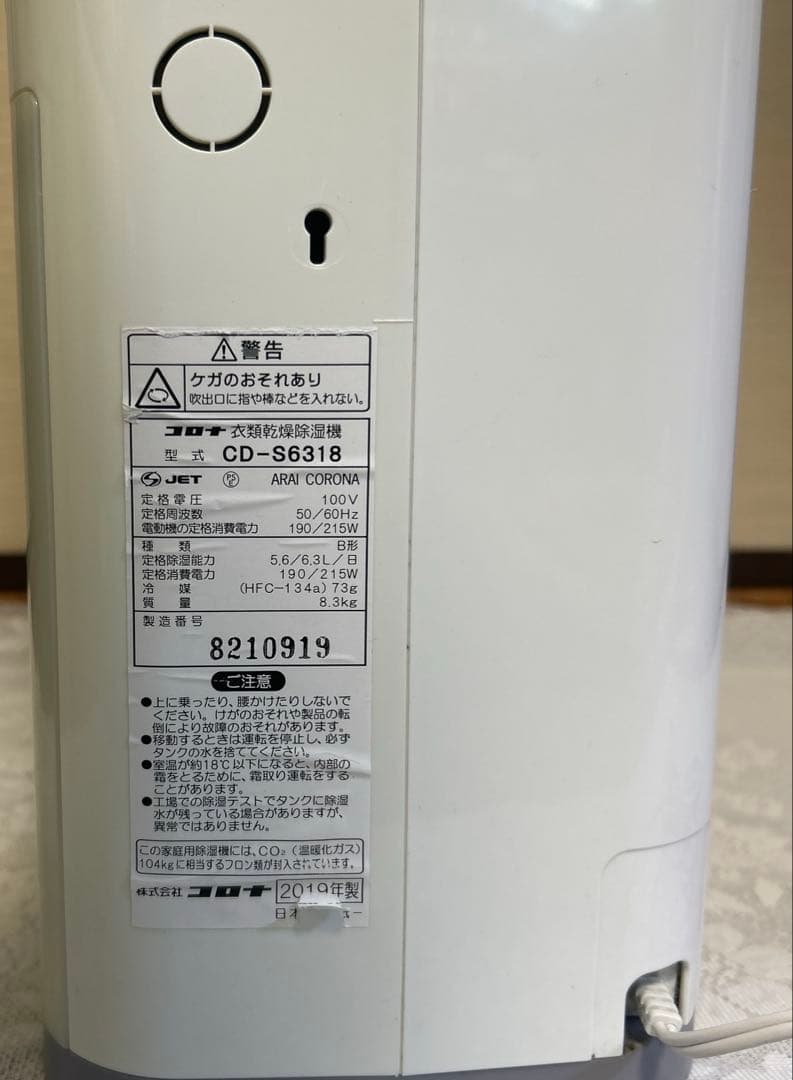 警告
ケガのおそれあり
吹出口に指や棒などを入れない。
コロナ 衣類乾燥除湿機
型 式 CD-S6318
JET PSE ARAI CORONA
定格電圧 100V
定格周波数 50/60Hz
電動機の定格消費電力 190/215W
種 類 B形
定格除湿能力 5.6/6.3L/日
定格消費電力 190/215W
冷 媒 (HFC-134a) 73g
質 量 8.3kg
製造番号
8210919
ご注意
●上に乗ったり、腰かけたりしないで
ください。けがのおそれや製品の転
倒により故障のおそれがあります。
●移動するときは運転を停止し、必ず
タンクの水を捨ててください。
●室温が約18℃以下になると、内部の
霜をとるために、霜取り運転をする
ことがあります。
●工場での除湿テストでタンクに除湿
水が残っている場合がありますが、
異常ではありません。
この家庭用除湿機には、CO₂(温暖化ガス)
104kgに相当するフロン類が封入されています。
株式会社 コロナ 2019年製
日本